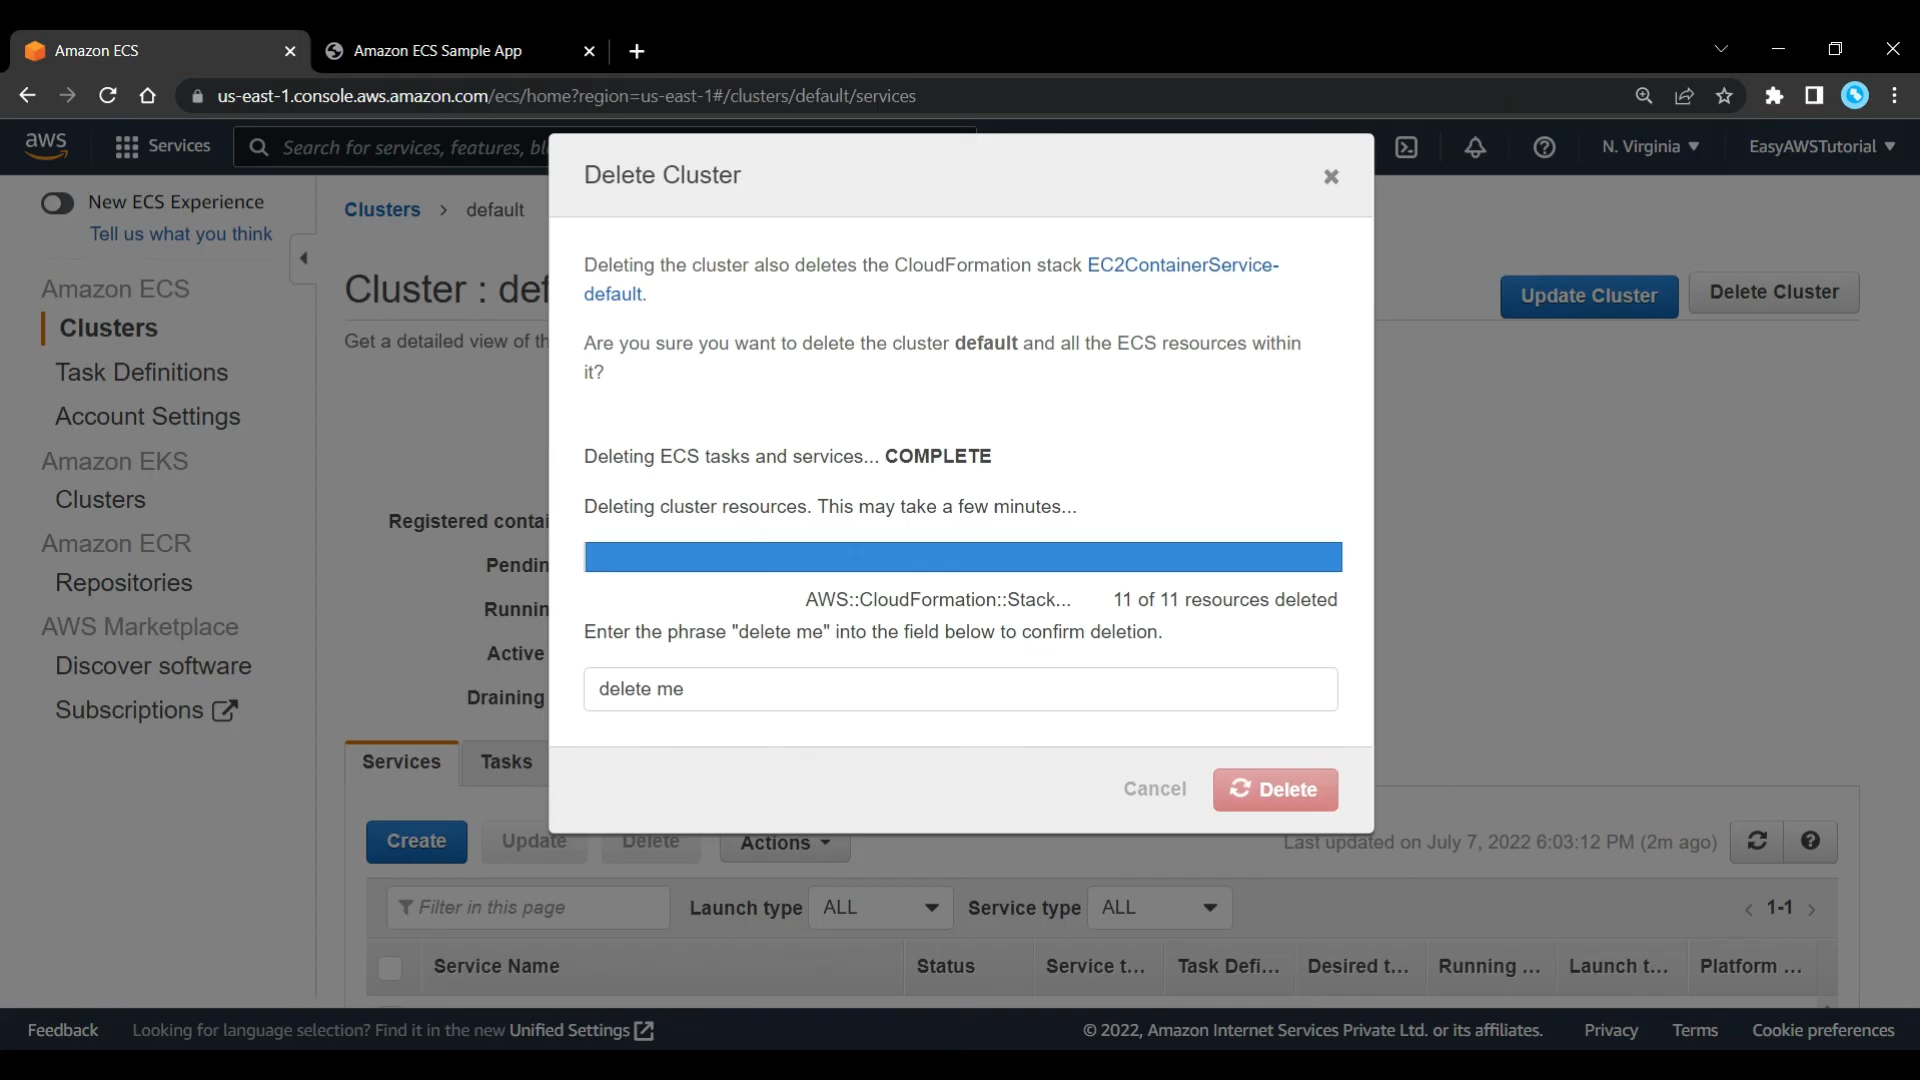 Amazon ECS
Amazon ECS Sample App
us-east-1.console.aws.amazon.com/ecs/home?region=us-east-1#/clusters/default/services
aws
Services
Search for services, features, bl
N. Virginia
EasyAWSTutorial
New ECS Experience
Tell us what you think
Amazon ECS
Clusters
Task Definitions
Account Settings
Amazon EKS
Clusters
Amazon ECR
Repositories
AWS Marketplace
Discover software
Subscriptions
Clusters > default
Cluster : def
Get a detailed view of th
Update Cluster
Delete Cluster
Registered contai
Pendin
Runnin
Active
Draining
Delete Cluster
Deleting the cluster also deletes the CloudFormation stack EC2ContainerService-
default.
Are you sure you want to delete the cluster default and all the ECS resources within
it?
Deleting ECS tasks and services... COMPLETE
Deleting cluster resources. This may take a few minutes...
AWS::CloudFormation::Stack... 11 of 11 resources deleted
Enter the phrase "delete me" into the field below to confirm deletion.
delete me
Cancel
Delete
Services
Tasks
Create
Update
Delete
Actions
Last updated on July 7, 2022 6:03:12 PM (2m ago)
Filter in this page
Launch type
ALL
Service type
ALL
< 1-1 >
Service Name
Status
Service t...
Task Defi...
Desired t...
Running ...
Launch t...
Platform ...
Feedback
Looking for language selection? Find it in the new Unified Settings
© 2022, Amazon Internet Services Private Ltd. or its affiliates.
Privacy
Terms
Cookie preferences